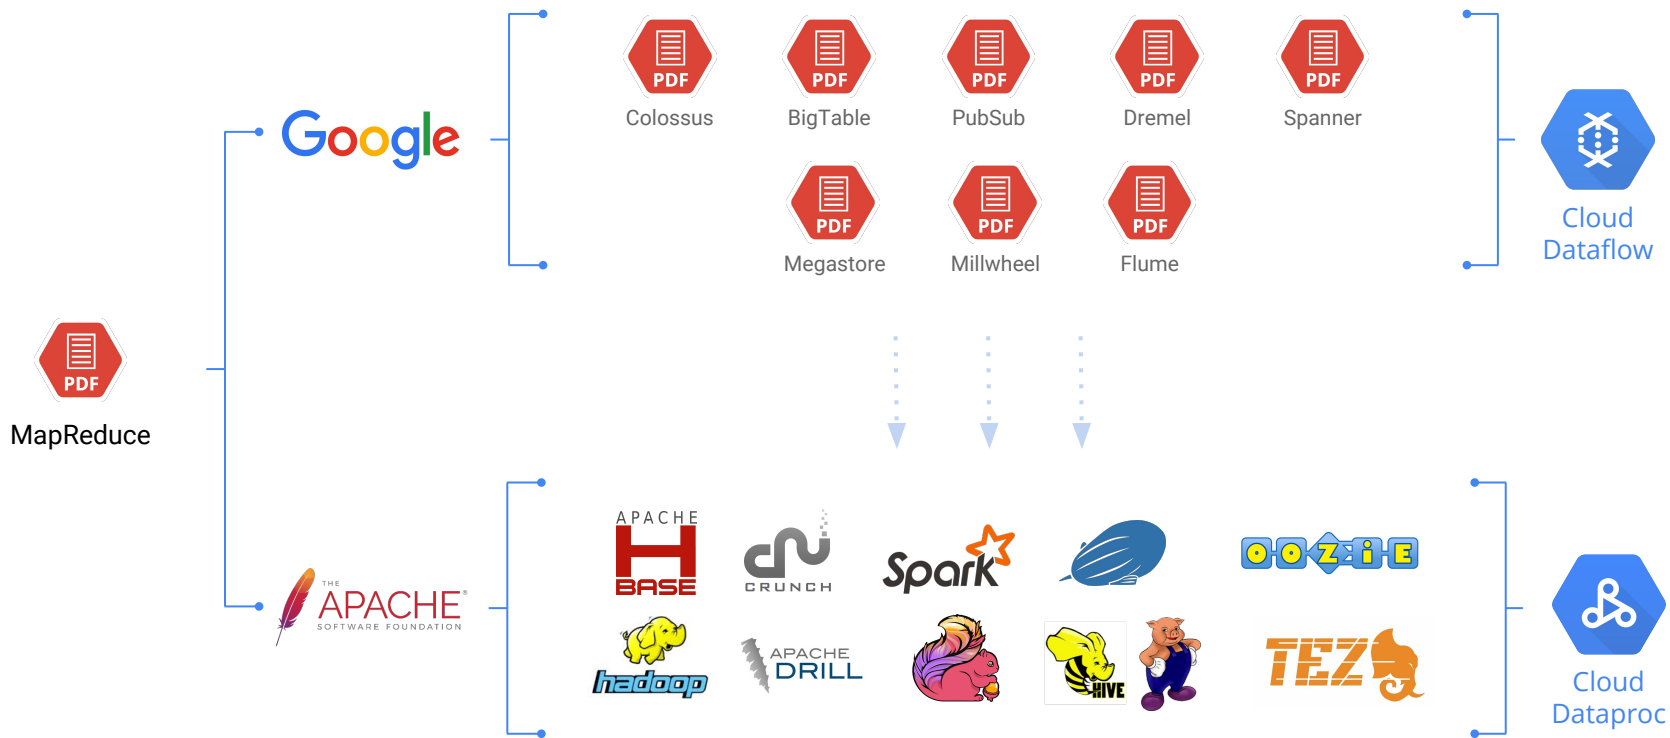 PDF
Colossus
PDF
BigTable
PDF
PubSub
PDF
Dremel
PDF
Spanner
Google
PDF
Megastore
PDF
Millwheel
PDF
Flume
Cloud
Dataflow
PDF
MapReduce
THE
APACHE®
SOFTWARE FOUNDATION
APACHE
H
BASE
CRUNCH
Spark
OOZIE
hadoop
APACHE
DRILL
HIVE
TEZ
Cloud
Dataproc